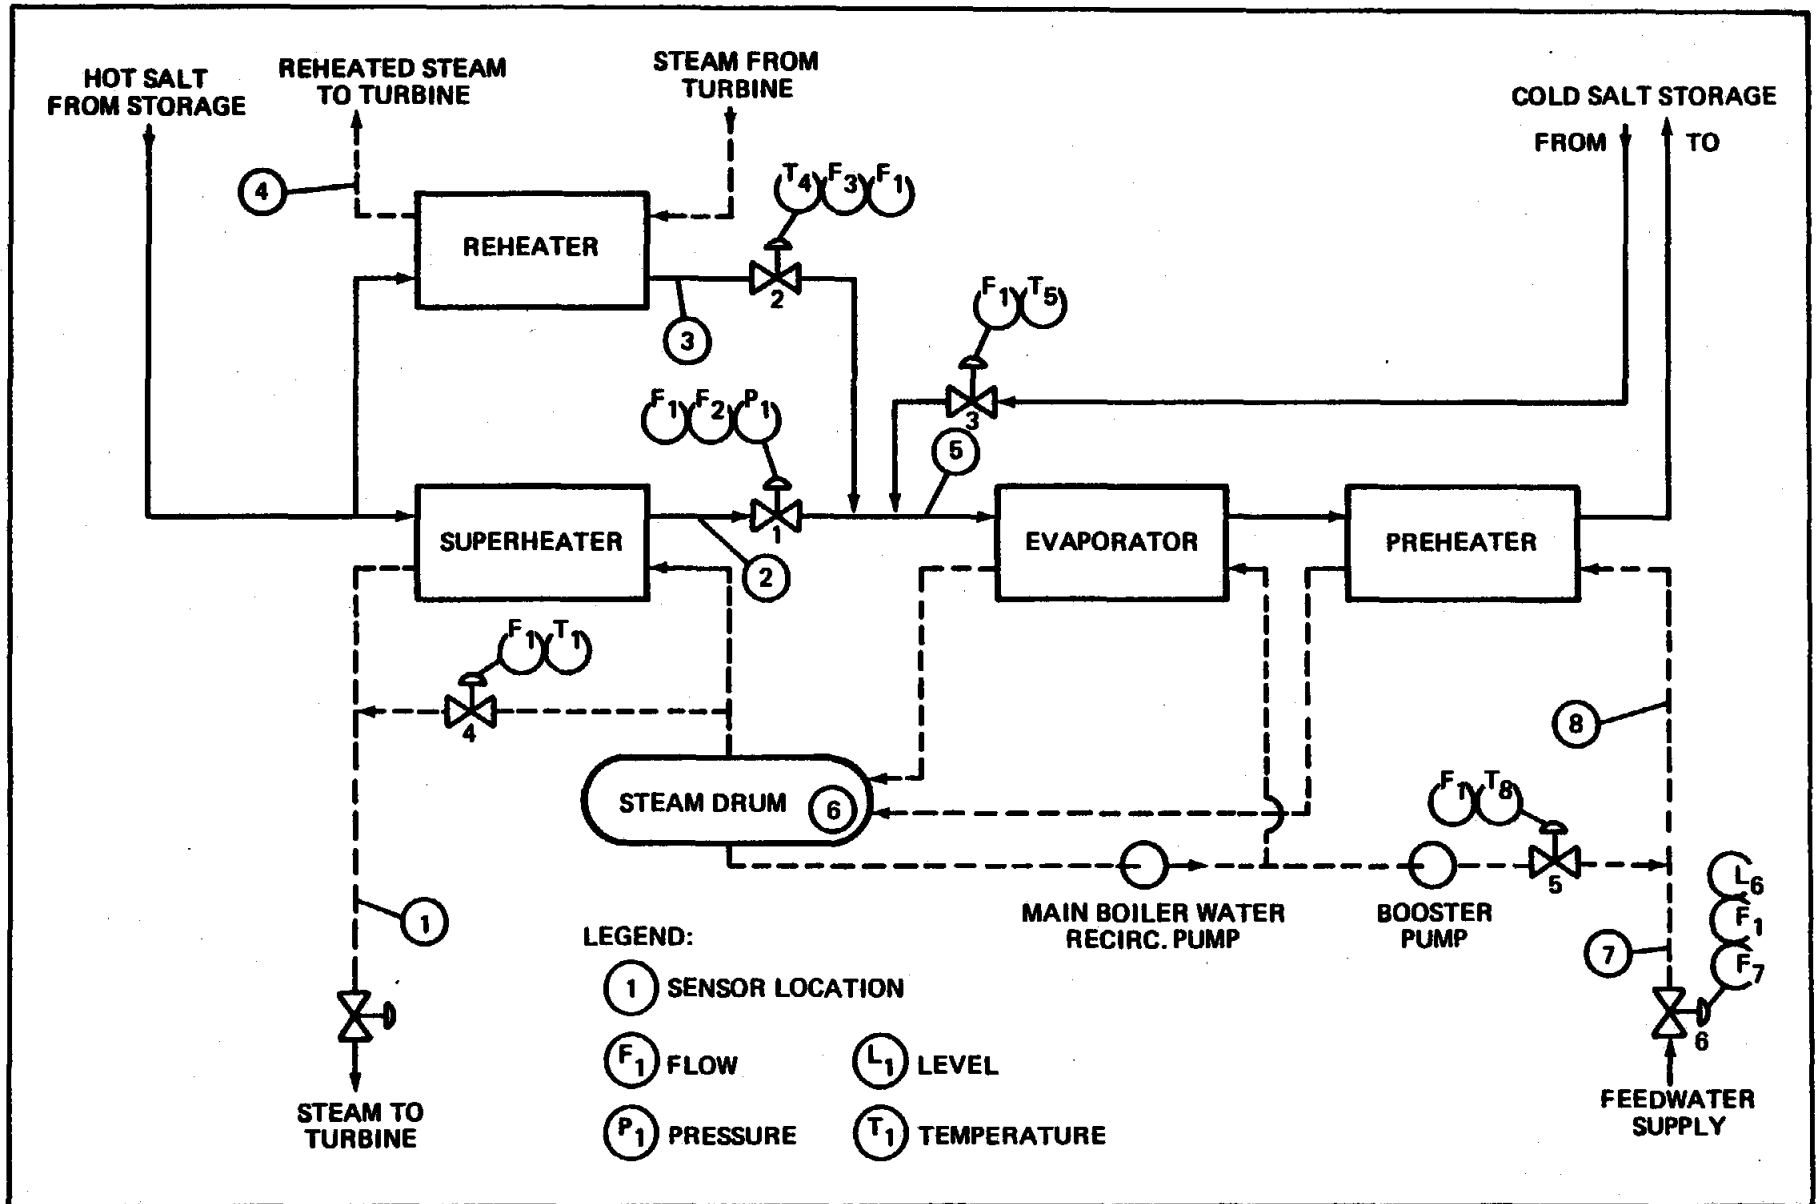 HOT SALT
FROM STORAGE
REHEATED STEAM
TO TURBINE
STEAM FROM
TURBINE
COLD SALT STORAGE
FROM
TO
4
T4 F3 F1
REHEATER
2
3
F1 T5
3
F1 F2 P1
5
1
SUPERHEATER
2
EVAPORATOR
PREHEATER
F1 T1
4
8
STEAM DRUM
6
F1 T8
5
L6
F1
F7
1
MAIN BOILER WATER
RECIRC. PUMP
BOOSTER
PUMP
7
6
LEGEND:
1 SENSOR LOCATION
F1 FLOW
L1 LEVEL
P1 PRESSURE
T1 TEMPERATURE
STEAM TO
TURBINE
FEEDWATER
SUPPLY